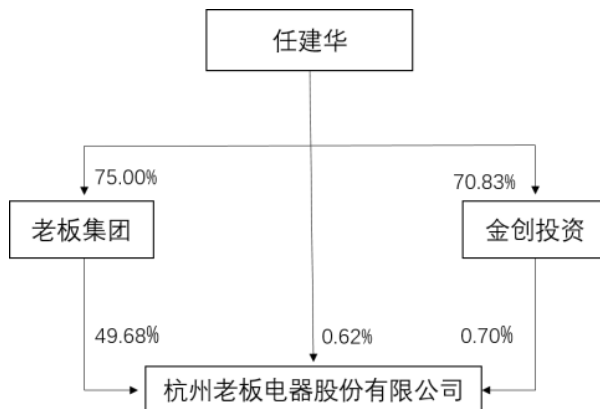 任建华
75.00%
70.83%
老板集团
金创投资
49.68%
0.62%
0.70%
杭州老板电器股份有限公司